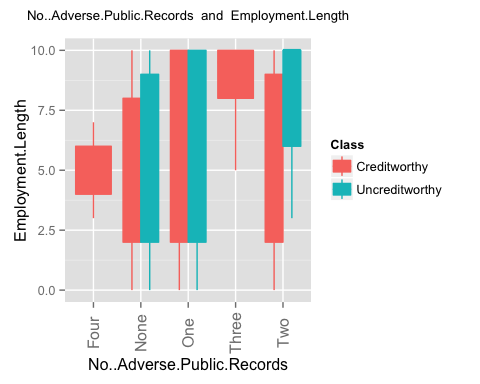 No..Adverse.Public.Records and Employment.Length
10.0
7.5
5.0
2.5
0.0
Employment.Length
Four
None
One
Three
Two
No..Adverse.Public.Records
Class
Creditworthy
Uncreditworthy